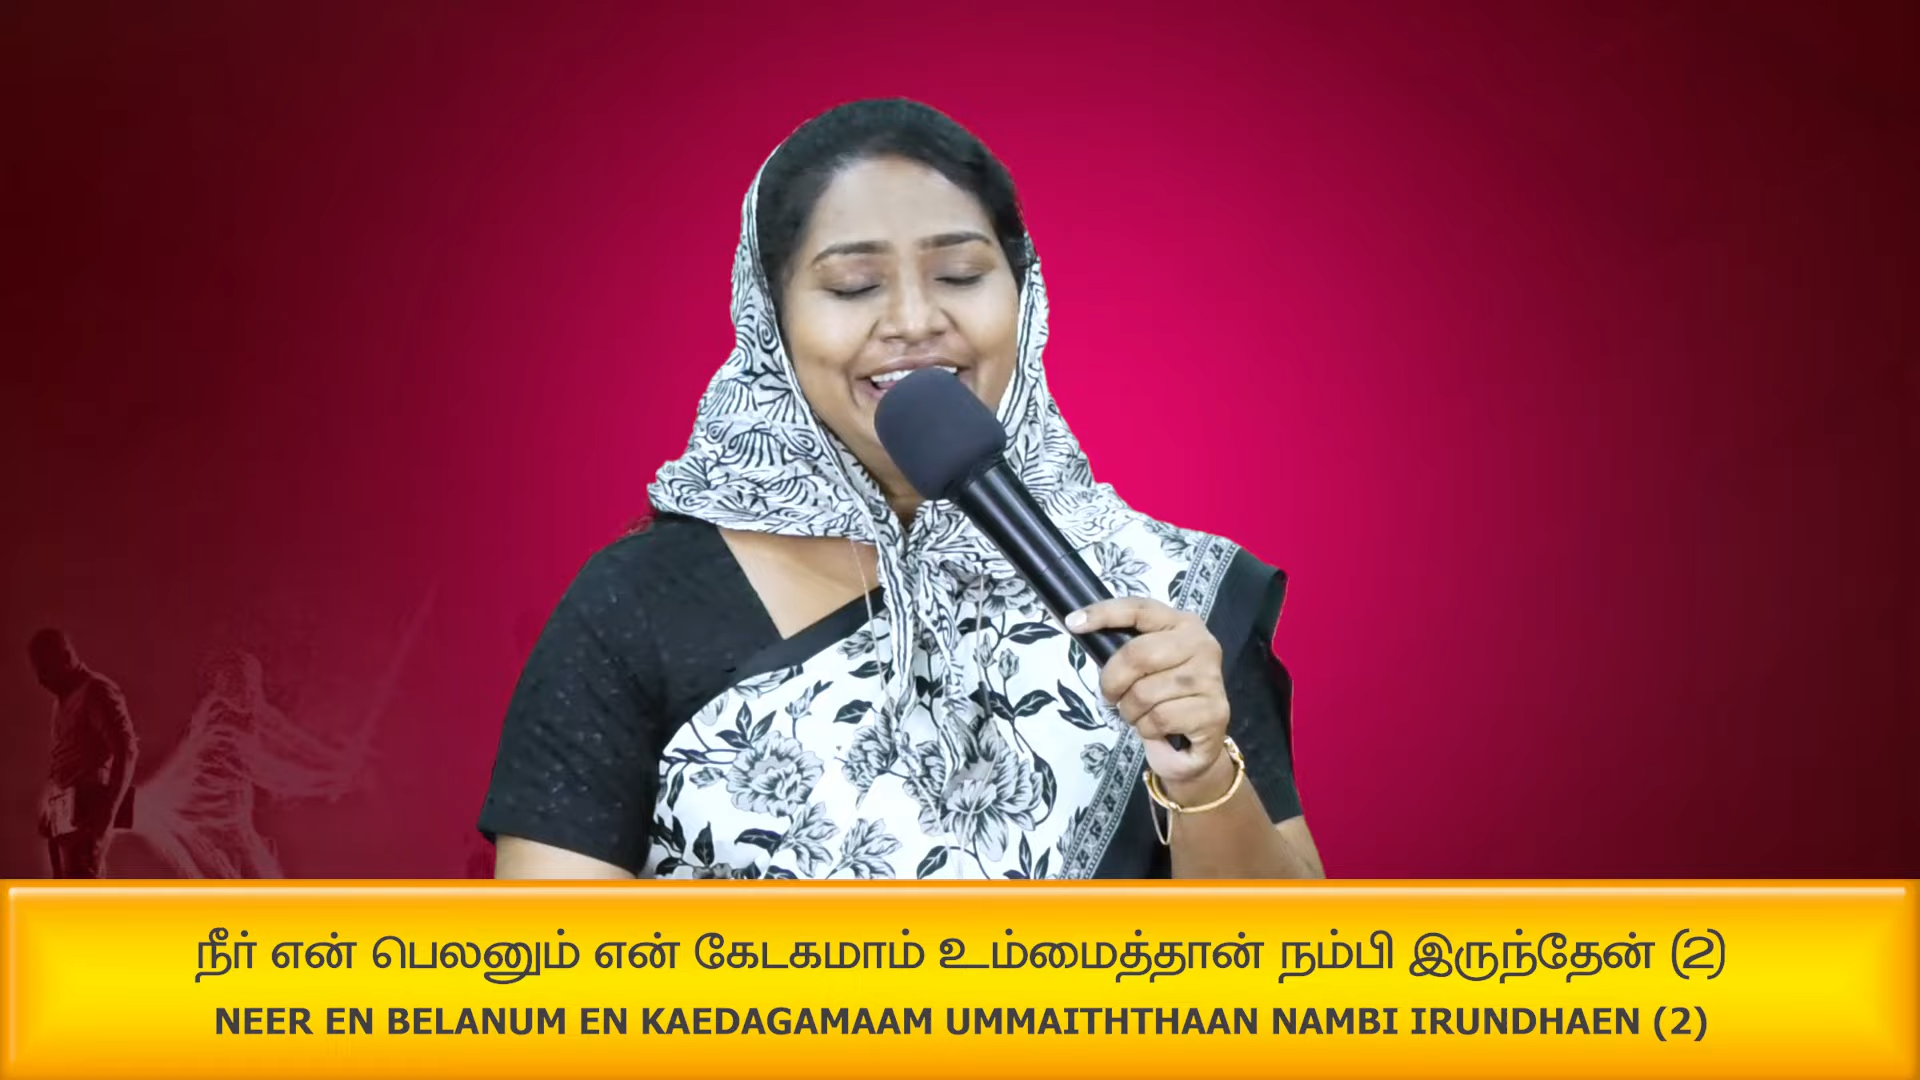 நீர் என் பெலனும் என் கேடகமாம் உம்மைத்தான் நம்பி இருந்தேன் (2)
NEER EN BELANUM EN KAEDAGAMAAM UMMAITHTHAAN NAMBI IRUNDHAEN (2)